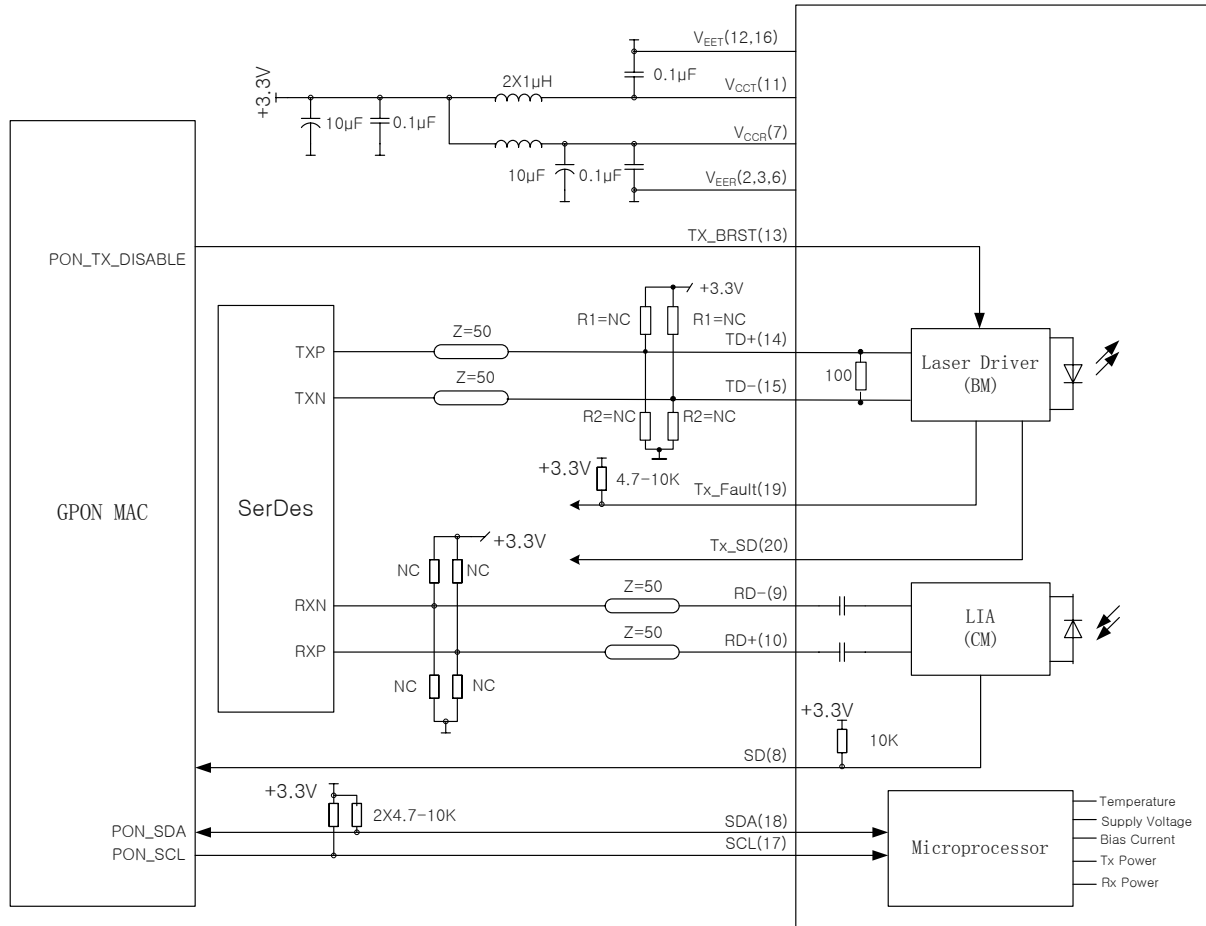 V_EET(12,16)
0.1μF
2X1μH
V_CCT(11)
+3.3V
10μF
0.1μF
V_CCR(7)
10μF
0.1μF
V_EER(2,3,6)
TX_BRST(13)
PON_TX_DISABLE
+3.3V
R1=NC
R1=NC
Z=50
TD+(14)
TXP
Laser Driver
(BM)
100
Z=50
TD-(15)
TXN
R2=NC
R2=NC
+3.3V
4.7-10K
Tx_Fault(19)
GPON MAC
SerDes
+3.3V
Tx_SD(20)
NC
NC
Z=50
RD-(9)
RXN
LIA
(CM)
Z=50
RD+(10)
RXP
NC
NC
+3.3V
10K
SD(8)
+3.3V
2X4.7-10K
PON_SDA
SDA(18)
PON_SCL
SCL(17)
Microprocessor
Temperature
Supply Voltage
Bias Current
Tx Power
Rx Power